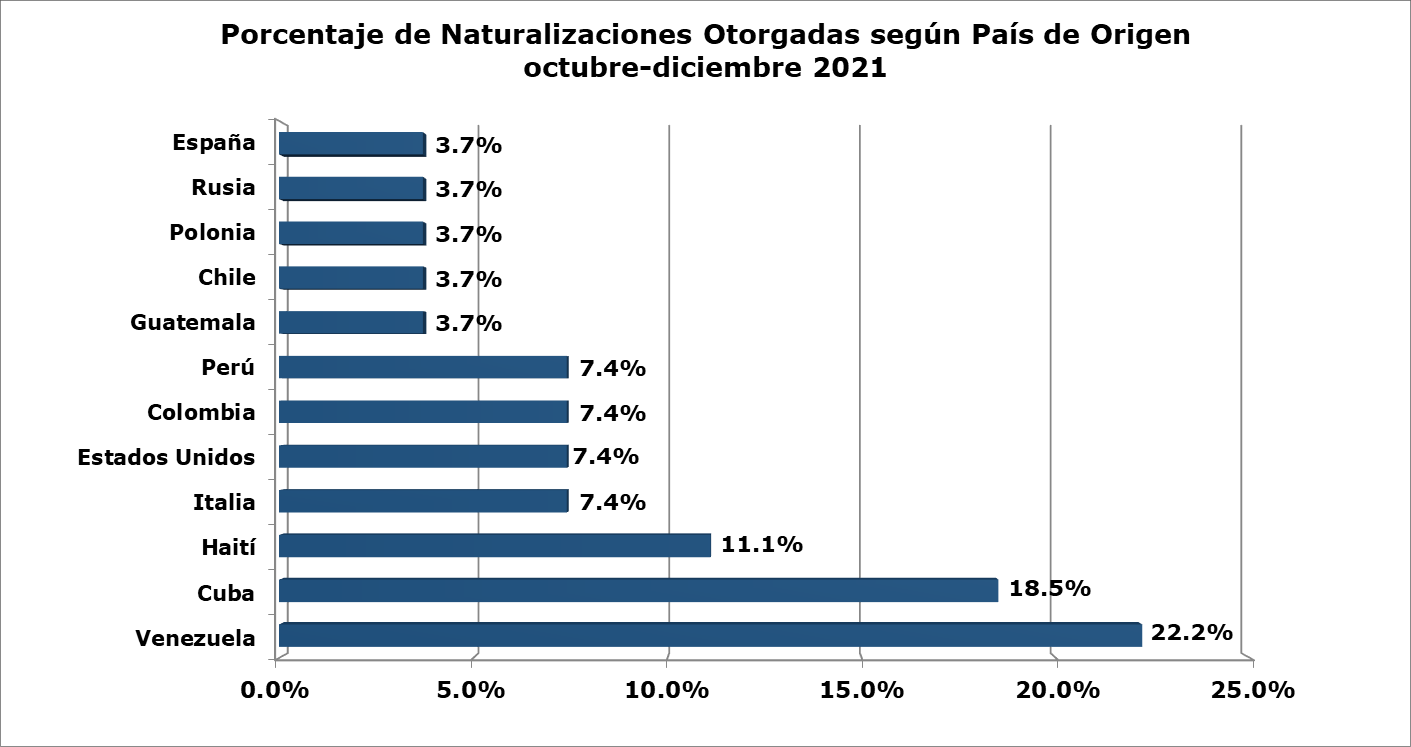 Porcentaje de Naturalizaciones Otorgadas según País de Origen
octubre-diciembre 2021
España 3.7%
Rusia 3.7%
Polonia 3.7%
Chile 3.7%
Guatemala 3.7%
Perú 7.4%
Colombia 7.4%
Estados Unidos 7.4%
Italia 7.4%
Haití 11.1%
Cuba 18.5%
Venezuela 22.2%
0.0% 5.0% 10.0% 15.0% 20.0% 25.0%